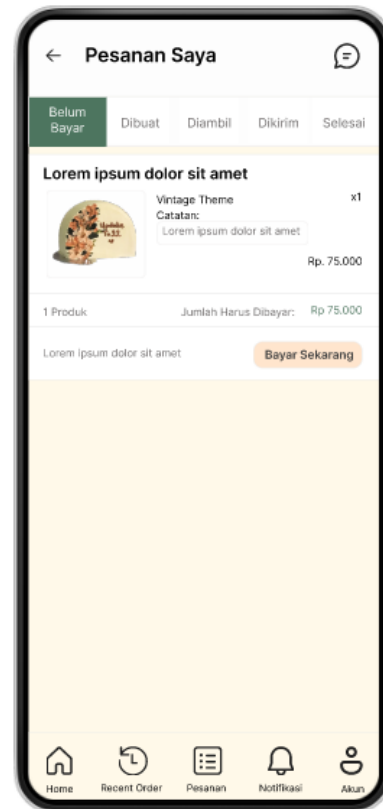 Pesanan Saya
Belum
Bayar
Dibuat
Diambil
Dikirim
Selesai
Lorem ipsum dolor sit amet
Vintage Theme
x1
Catatan:
Lorem ipsum dolor sit amet
Rp. 75.000
1 Produk
Jumlah Harus Dibayar:
Rp 75.000
Lorem ipsum dolor sit amet
Bayar Sekarang
Home
Recent Order
Pesanan
Notifikasi
Akun